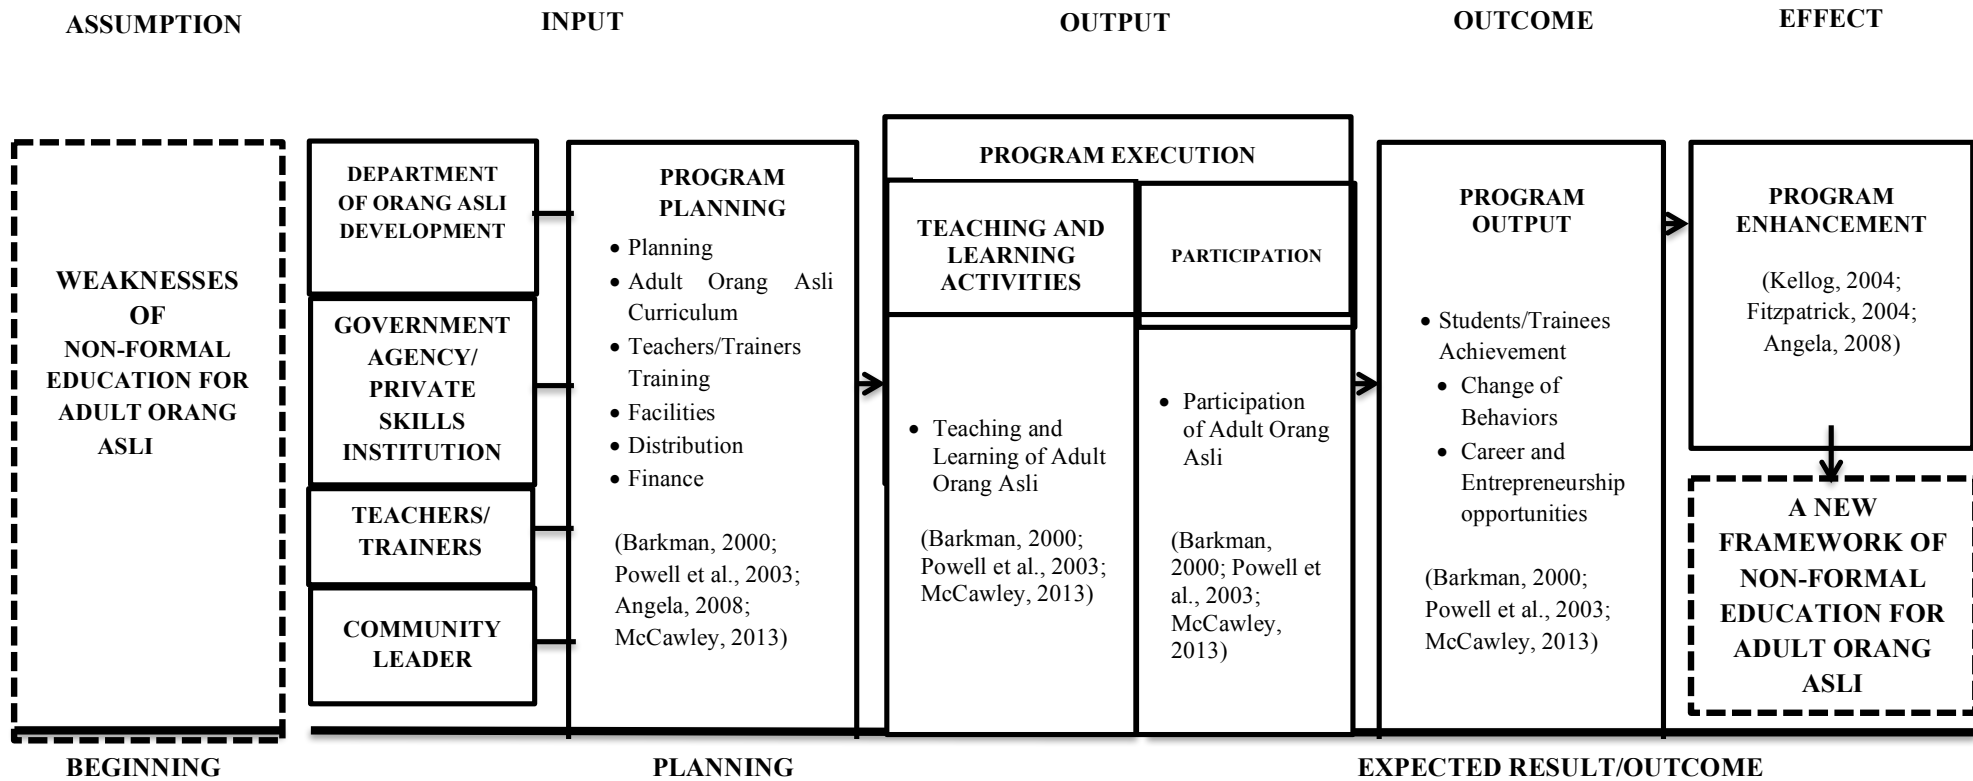 ASSUMPTION
INPUT
OUTPUT
OUTCOME
EFFECT
WEAKNESSES
OF
NON-FORMAL
EDUCATION FOR
ADULT ORANG
ASLI
DEPARTMENT
OF ORANG ASLI
DEVELOPMENT
GOVERNMENT
AGENCY/
PRIVATE
SKILLS
INSTITUTION
TEACHERS/
TRAINERS
COMMUNITY
LEADER
PROGRAM
PLANNING
• Planning
• Adult Orang Asli
Curriculum
• Teachers/Trainers
Training
• Facilities
• Distribution
• Finance
(Barkman, 2000;
Powell et al., 2003;
Angela, 2008;
McCawley, 2013)
PROGRAM EXECUTION
TEACHING AND
LEARNING
ACTIVITIES
• Teaching and
Learning of Adult
Orang Asli
(Barkman, 2000;
Powell et al., 2003;
McCawley, 2013)
PARTICIPATION
• Participation
of Adult Orang
Asli
(Barkman,
2000; Powell et
al., 2003;
McCawley,
2013)
PROGRAM
OUTPUT
• Students/Trainees
Achievement
• Change of
Behaviors
• Career and
Entrepreneurship
opportunities
(Barkman, 2000;
Powell et al., 2003;
McCawley, 2013)
PROGRAM
ENHANCEMENT
(Kellog, 2004;
Fitzpatrick, 2004;
Angela, 2008)
A NEW
FRAMEWORK OF
NON-FORMAL
EDUCATION FOR
ADULT ORANG
ASLI
BEGINNING
PLANNING
EXPECTED RESULT/OUTCOME